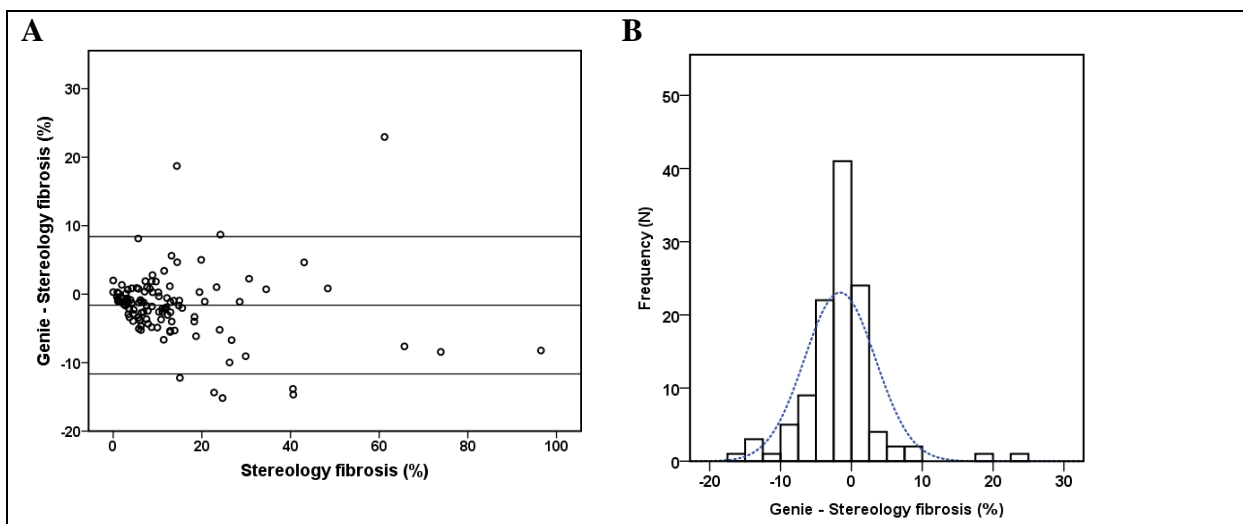 A
Genie - Stereology fibrosis (%)
30
20
10
0
-10
-20
0 20 40 60 80 100
Stereology fibrosis (%)
B
Frequency (N)
50
40
30
20
10
0
-20 -10 0 10 20 30
Genie - Stereology fibrosis (%)